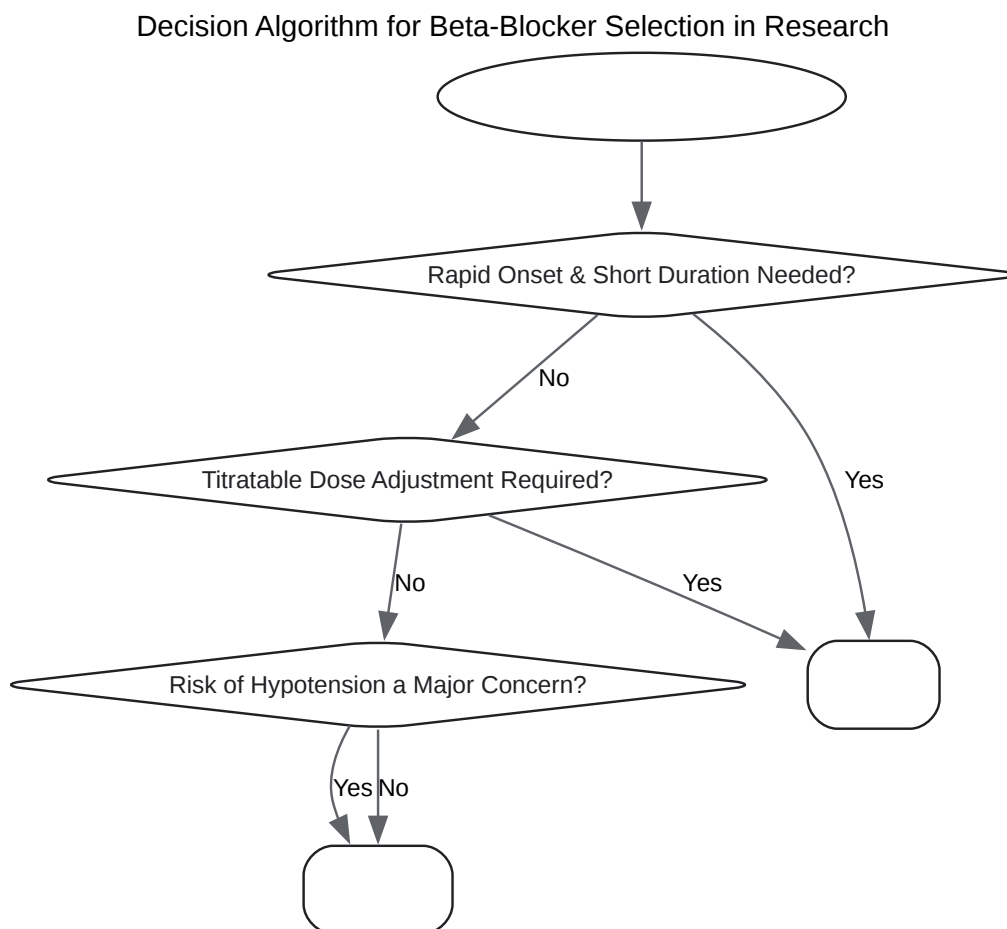 Decision Algorithm for Beta-Blocker Selection in Research
Rapid Onset & Short Duration Needed?
No
Yes
Titratable Dose Adjustment Required?
No
Yes
Risk of Hypotension a Major Concern?
Yes
No